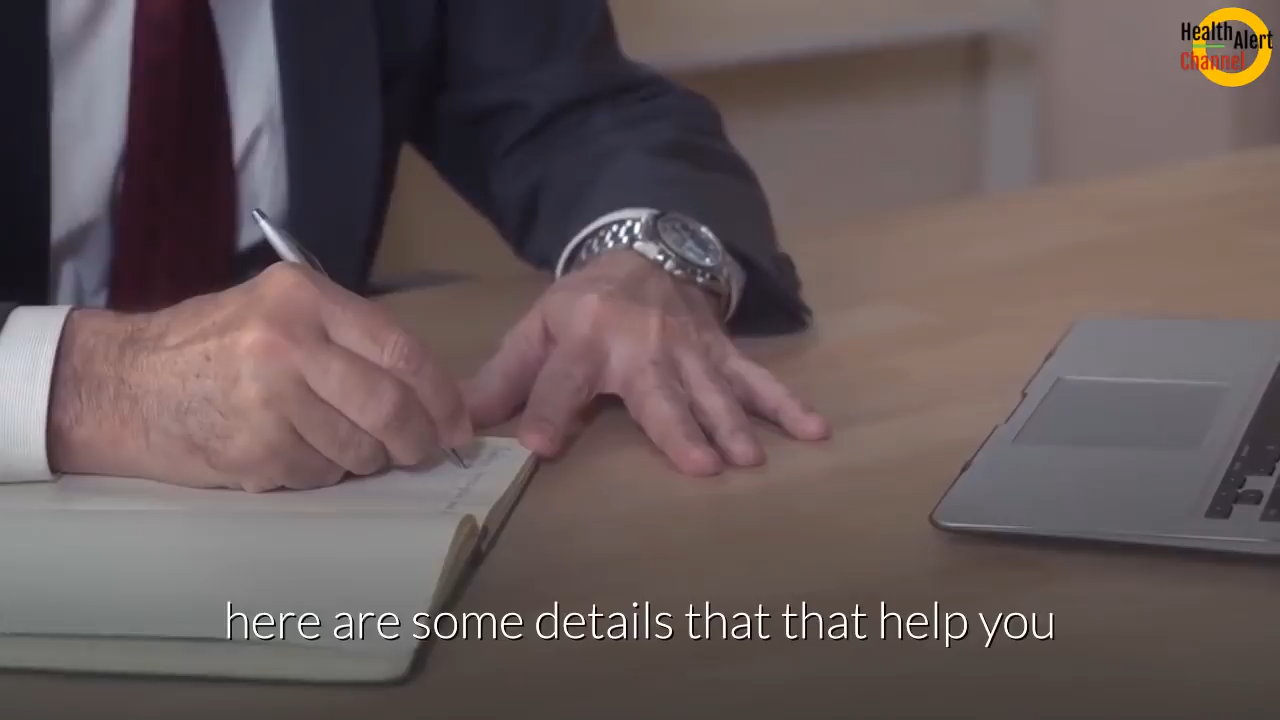 Health
Alert
Channel
here are some details that that help you